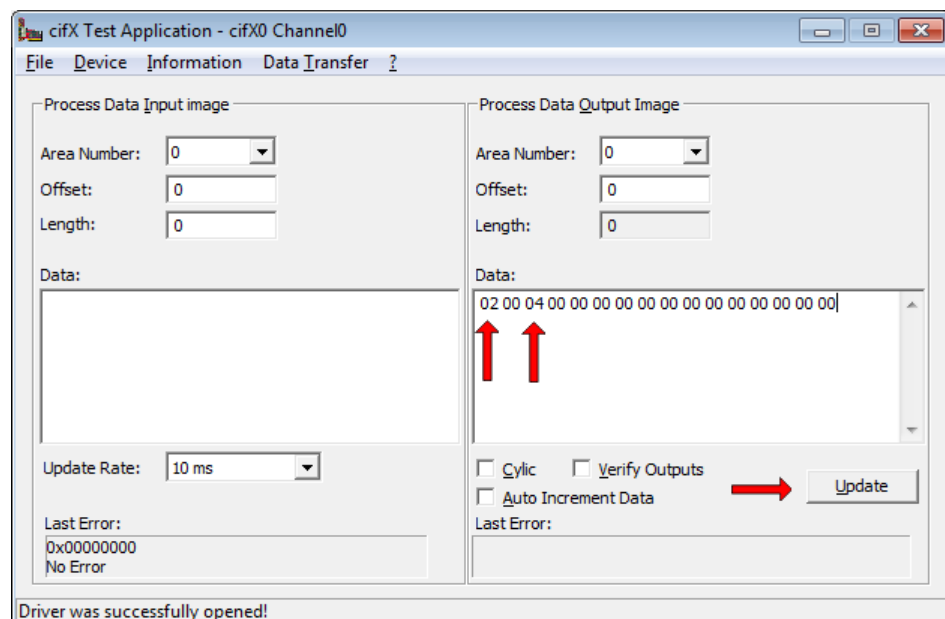 cifX Test Application - cifX0 Channel0
File Device Information Data Transfer ?
Process Data Input image
Area Number: 0
Offset: 0
Length: 0
Data:
Update Rate: 10 ms
Last Error:
0x00000000
No Error
Process Data Output Image
Area Number: 0
Offset: 0
Length: 0
Data:
02 00 04 00 00 00 00 00 00 00 00 00 00 00 00 00
Cylic Verify Outputs
Auto Increment Data
Update
Last Error:
Driver was successfully opened!